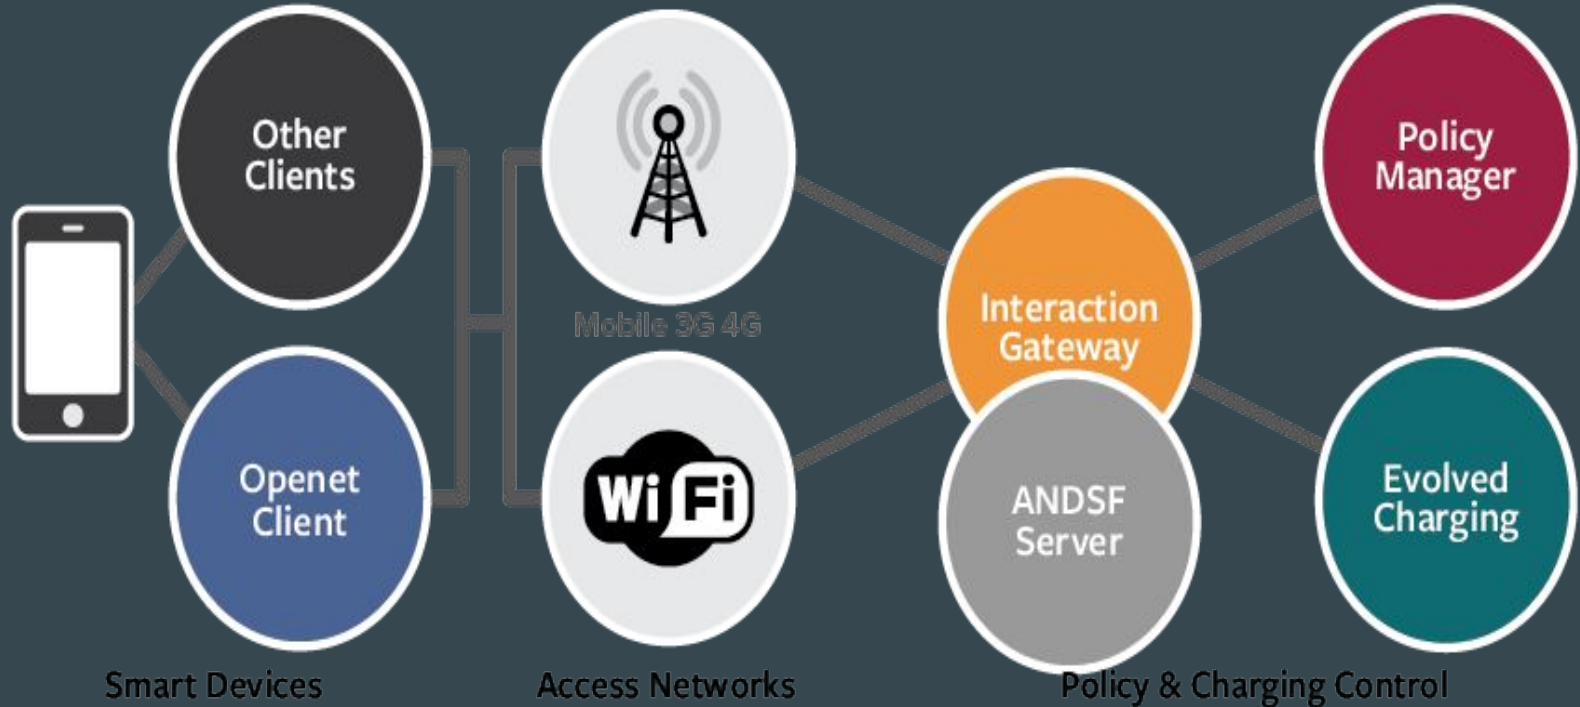 Other
Clients
Openet
Client
Mobile 3G 4G
Wi Fi
Interaction
Gateway
ANDSF
Server
Policy
Manager
Evolved
Charging
Smart Devices
Access Networks
Policy & Charging Control